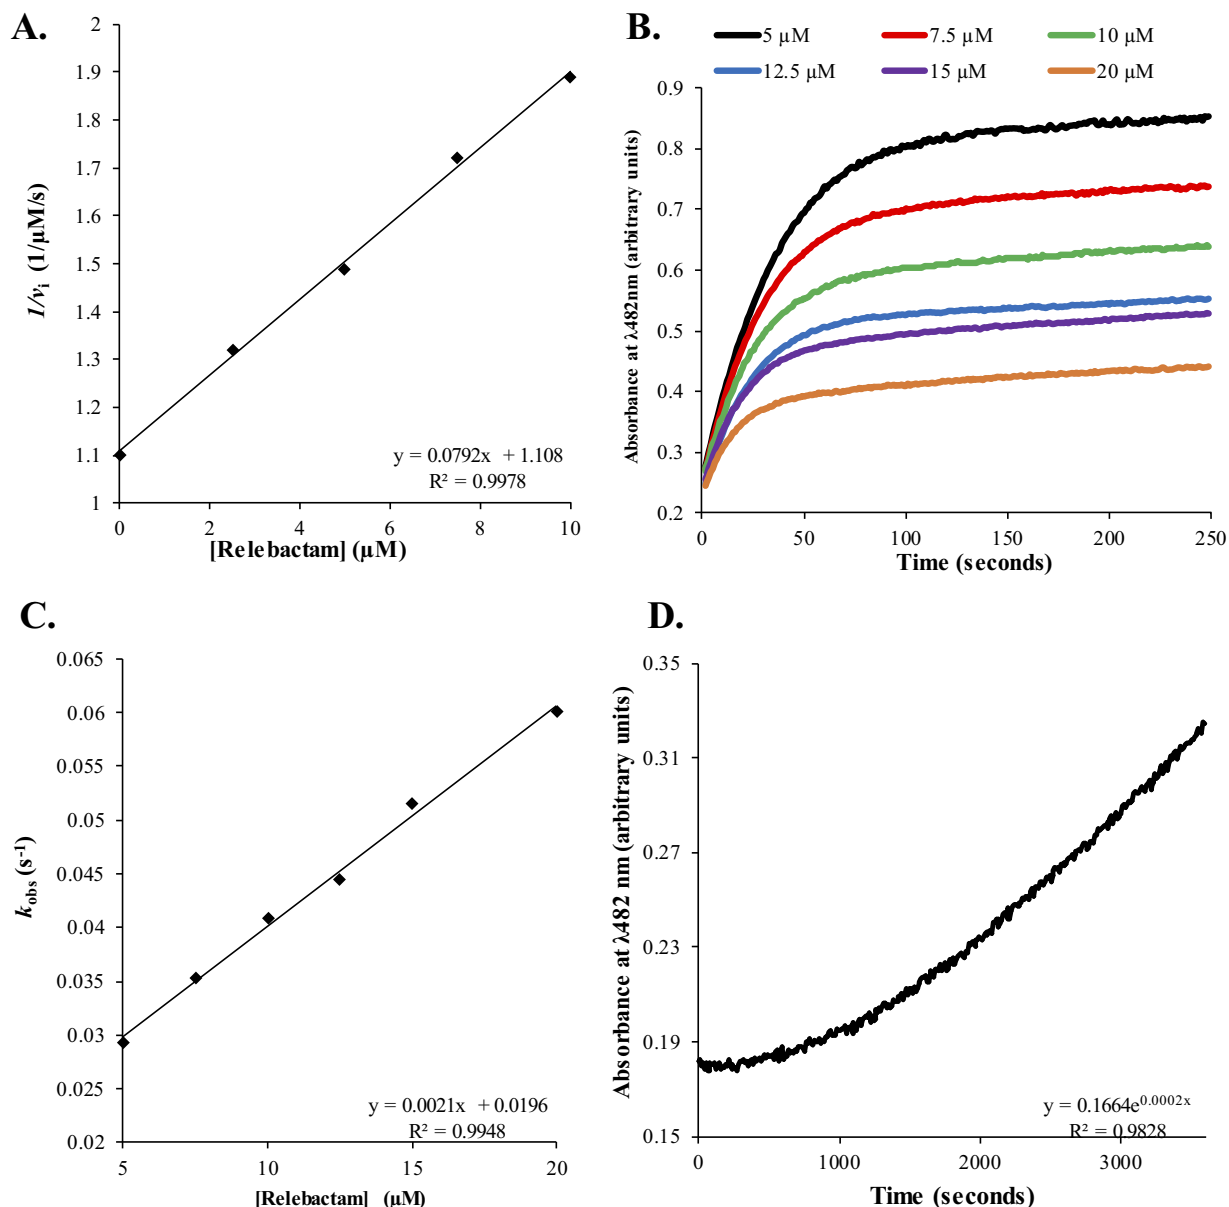 A.
2
1.9
1.8
1.7
1.6
1.5
1.4
1.3
1.2
1.1
1
1/vi (1/µM/s)
y = 0.0792x + 1.108
R² = 0.9978
0 2 4 6 8 10
[Relebactam] (µM)
B.
5 µM 7.5 µM 10 µM
12.5 µM 15 µM 20 µM
0.9
0.8
0.7
0.6
0.5
0.4
0.3
0.2
Absorbance at λ482nm (arbitrary units)
0 50 100 150 200 250
Time (seconds)
C.
0.065
0.06
0.055
0.05
0.045
0.04
0.035
0.03
0.025
0.02
kobs (s⁻¹)
y = 0.0021x + 0.0196
R² = 0.9948
5 10 15 20
[Relebactam] (µM)
D.
0.35
0.31
0.27
0.23
0.19
0.15
Absorbance at λ482 nm (arbitrary units)
y = 0.1664e^0.0002x
R² = 0.9828
0 1000 2000 3000
Time (seconds)